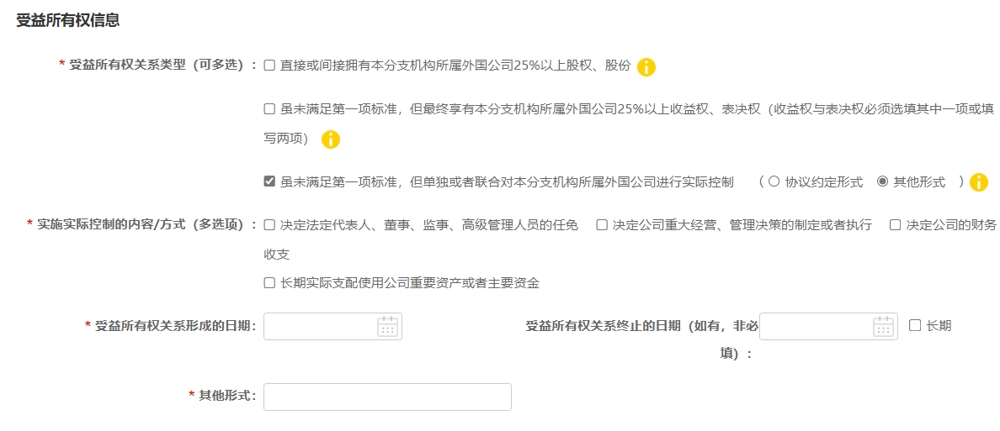 受益所有权信息
* 受益所有权关系类型（可多选）： 直接或间接拥有本分支机构所属外国公司25%以上股权、股份
虽未满足第一项标准，但最终享有本分支机构所属外国公司25%以上收益权、表决权（收益权与表决权必须选填其中一项或填
写两项）
虽未满足第一项标准，但单独或者联合对本分支机构所属外国公司进行实际控制 （ 协议约定形式 其他形式 ）
* 实施实际控制的内容/方式（多选项）： 决定法定代表人、董事、监事、高级管理人员的任免 决定公司重大经营、管理决策的制定或者执行 决定公司的财务
收支
长期实际支配使用公司重要资产或者主要资金
* 受益所有权关系形成的日期： 受益所有权关系终止的日期（如有，非必 长期
填）：
* 其他形式：